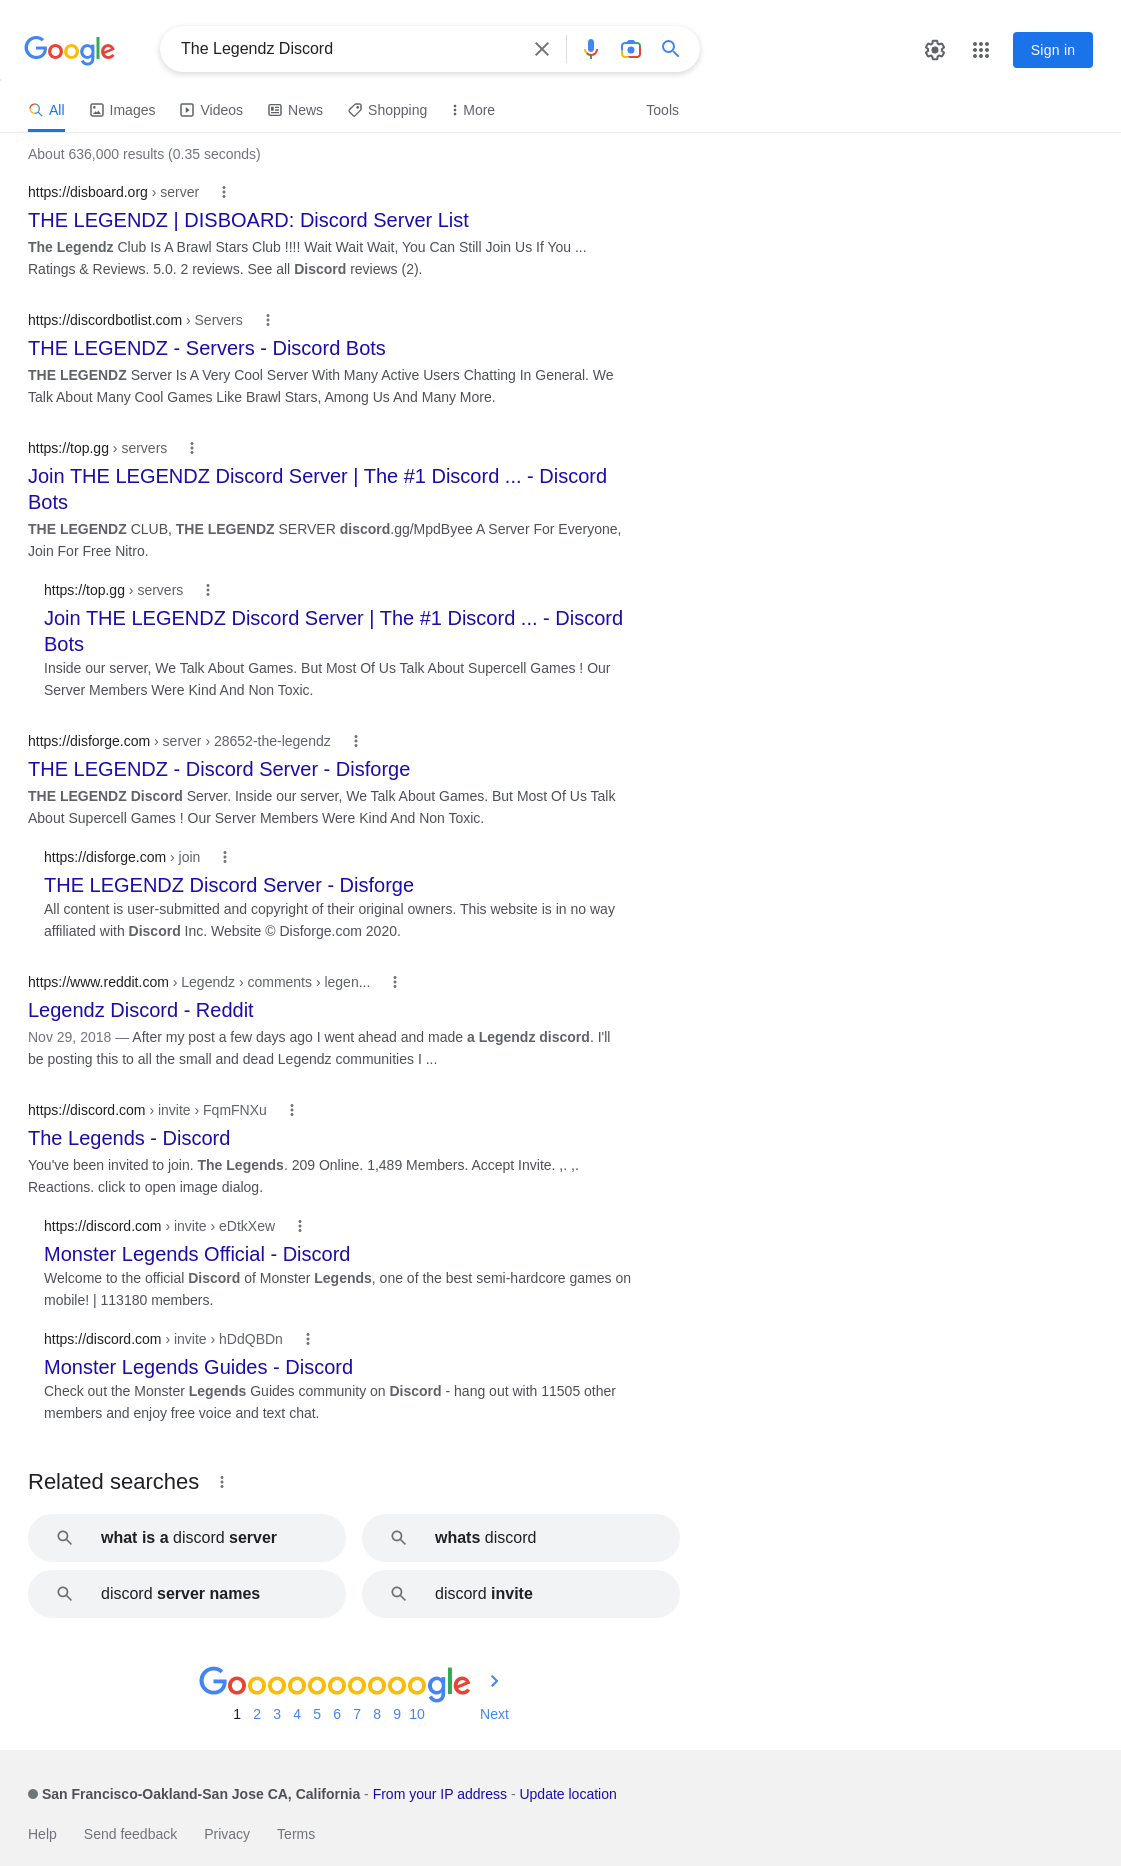 Google
The Legendz Discord
Sign in
All
Images
Videos
News
Shopping
More
Tools
About 636,000 results (0.35 seconds)
https://disboard.org › server
THE LEGENDZ | DISBOARD: Discord Server List
The Legendz Club Is A Brawl Stars Club !!!! Wait Wait Wait, You Can Still Join Us If You ...
Ratings & Reviews. 5.0. 2 reviews. See all Discord reviews (2).
https://discordbotlist.com › Servers
THE LEGENDZ - Servers - Discord Bots
THE LEGENDZ Server Is A Very Cool Server With Many Active Users Chatting In General. We
Talk About Many Cool Games Like Brawl Stars, Among Us And Many More.
https://top.gg › servers
Join THE LEGENDZ Discord Server | The #1 Discord ... - Discord
Bots
THE LEGENDZ CLUB, THE LEGENDZ SERVER discord.gg/MpdByee A Server For Everyone,
Join For Free Nitro.
https://top.gg › servers
Join THE LEGENDZ Discord Server | The #1 Discord ... - Discord
Bots
Inside our server, We Talk About Games. But Most Of Us Talk About Supercell Games ! Our
Server Members Were Kind And Non Toxic.
https://disforge.com › server › 28652-the-legendz
THE LEGENDZ - Discord Server - Disforge
THE LEGENDZ Discord Server. Inside our server, We Talk About Games. But Most Of Us Talk
About Supercell Games ! Our Server Members Were Kind And Non Toxic.
https://disforge.com › join
THE LEGENDZ Discord Server - Disforge
All content is user-submitted and copyright of their original owners. This website is in no way
affiliated with Discord Inc. Website © Disforge.com 2020.
https://www.reddit.com › Legendz › comments › legen...
Legendz Discord - Reddit
Nov 29, 2018 — After my post a few days ago I went ahead and made a Legendz discord. I'll
be posting this to all the small and dead Legendz communities I ...
https://discord.com › invite › FqmFNXu
The Legends - Discord
You've been invited to join. The Legends. 209 Online. 1,489 Members. Accept Invite. ,. ,.
Reactions. click to open image dialog.
https://discord.com › invite › eDtkXew
Monster Legends Official - Discord
Welcome to the official Discord of Monster Legends, one of the best semi-hardcore games on
mobile! | 113180 members.
https://discord.com › invite › hDdQBDn
Monster Legends Guides - Discord
Check out the Monster Legends Guides community on Discord - hang out with 11505 other
members and enjoy free voice and text chat.
Related searches
what is a discord server
whats discord
discord server names
discord invite
Goooooooooogle
1 2 3 4 5 6 7 8 9 10 Next
San Francisco-Oakland-San Jose CA, California - From your IP address - Update location
Help Send feedback Privacy Terms